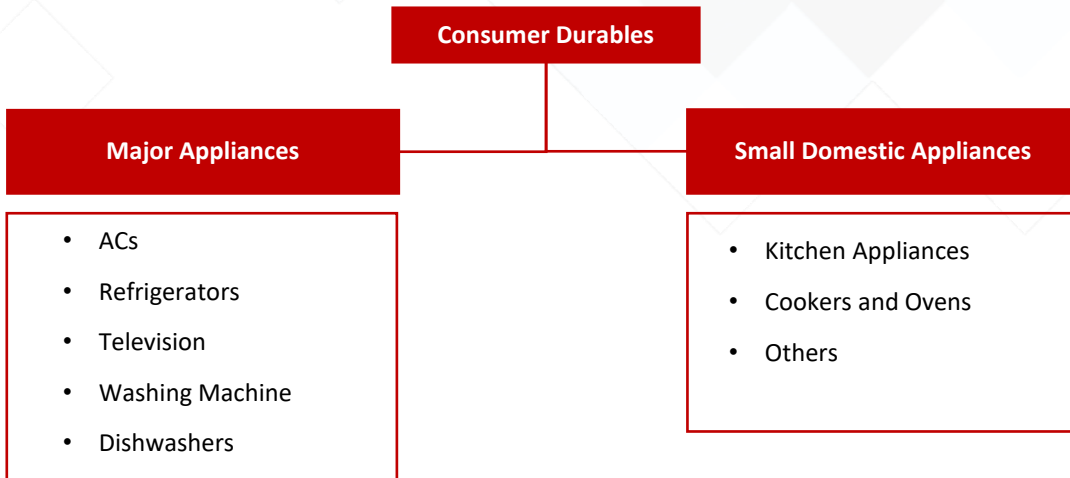 Consumer Durables
Major Appliances
• ACs
• Refrigerators
• Television
• Washing Machine
• Dishwashers
Small Domestic Appliances
• Kitchen Appliances
• Cookers and Ovens
• Others